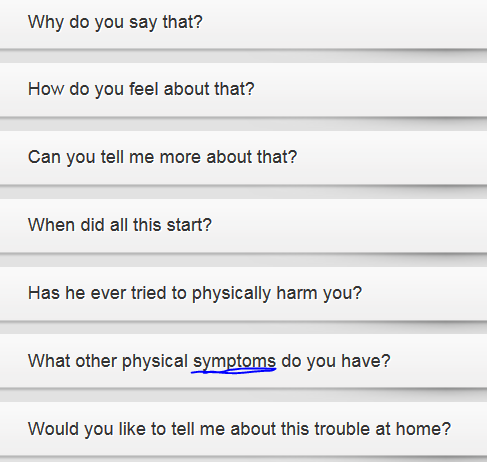 Why do you say that?
How do you feel about that?
Can you tell me more about that?
When did all this start?
Has he ever tried to physically harm you?
What other physical symptoms do you have?
Would you like to tell me about this trouble at home?